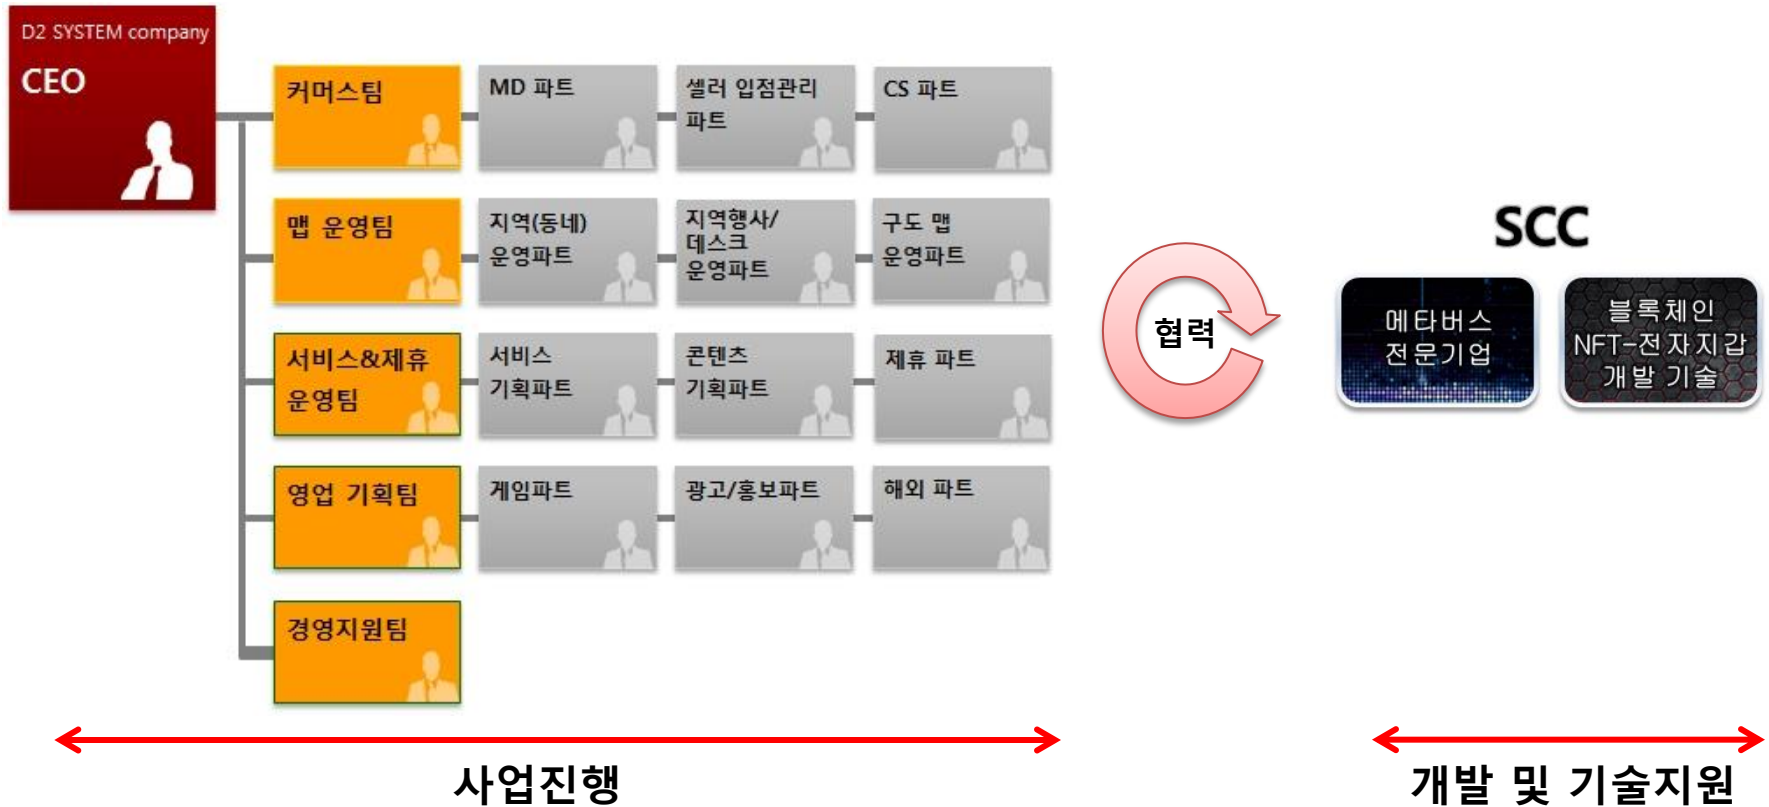 D2 SYSTEM company
CEO
커머스팀
MD 파트
셀러 입점관리
파트
CS 파트
맵 운영팀
지역(동네)
운영파트
지역행사/
데스크
운영파트
구도 맵
운영파트
서비스&제휴
운영팀
서비스
기획파트
콘텐츠
기획파트
제휴 파트
영업 기획팀
게임파트
광고/홍보파트
해외 파트
경영지원팀
협력
SCC
메타버스
전문기업
블록체인
NFT-전자지갑
개발 기술
사업진행
개발 및 기술지원